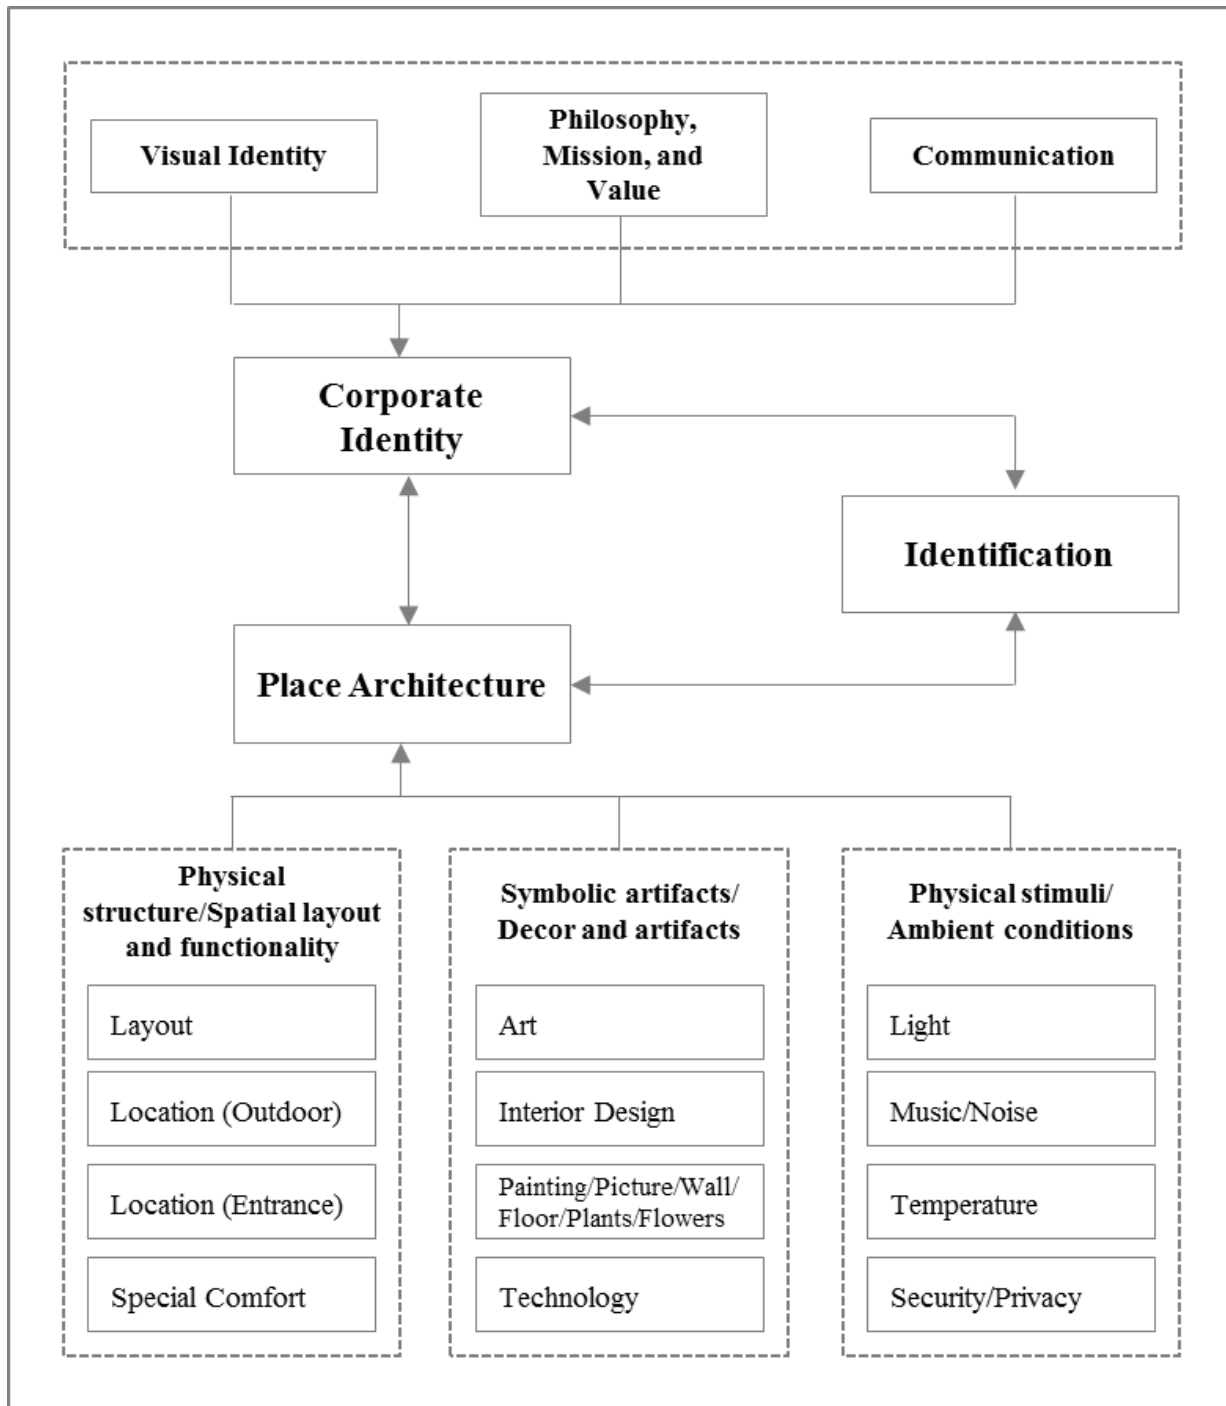 Visual Identity
Philosophy,
Mission, and
Value
Communication
Corporate
Identity
Identification
Place Architecture
Physical
structure/Spatial layout
and functionality
Layout
Location (Outdoor)
Location (Entrance)
Special Comfort
Symbolic artifacts/
Decor and artifacts
Art
Interior Design
Painting/Picture/Wall/
Floor/Plants/Flowers
Technology
Physical stimuli/
Ambient conditions
Light
Music/Noise
Temperature
Security/Privacy